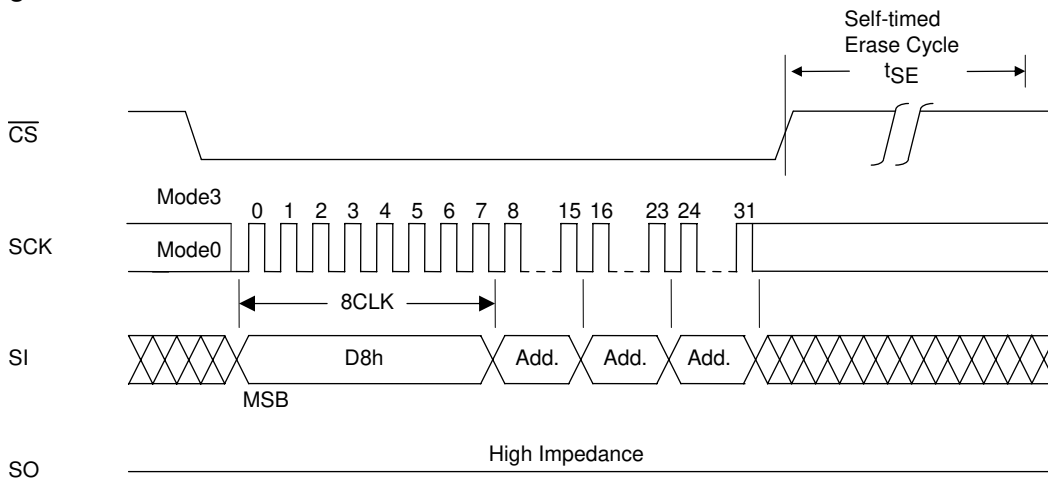 Self-timed
Erase Cycle
tSE
CS
Mode3
0 1 2 3 4 5 6 7 8 15 16 23 24 31
SCK
Mode0
8CLK
SI
D8h Add. Add. Add.
MSB
High Impedance
SO